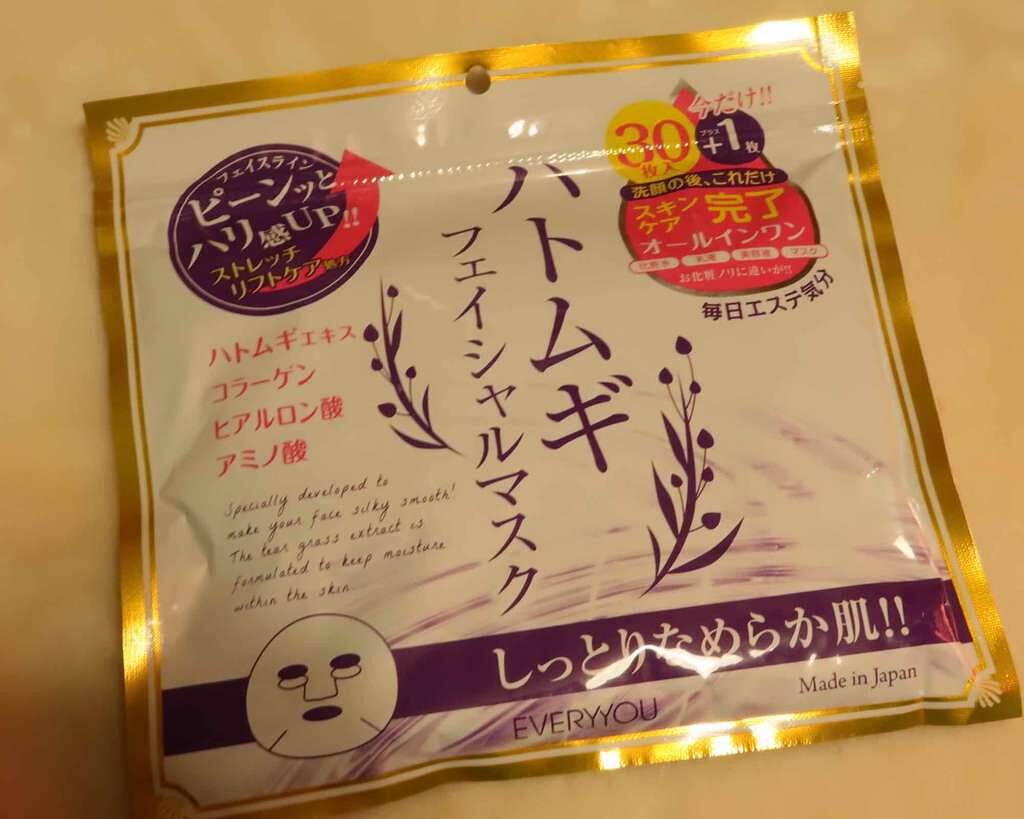 フェイスライン
ピーンッと
ハリ感UP!!
ストレッチ
リフトケア処方
今だけ!!
30枚入
プラス
+1枚
洗顔の後、これだけ
スキンケア 完了
オールインワン
化粧水 乳液 美容液 マスク
お化粧ノリに違いが!!
毎日エステ気分
ハトムギ
フェイシャルマスク
ハトムギエキス
コラーゲン
ヒアルロン酸
アミノ酸
Specially developed to
make your face silky smooth!
The tear grass extract is
formulated to keep moisture
within the skin.
しっとりなめらか肌!!
Made in Japan
EVERYYOU